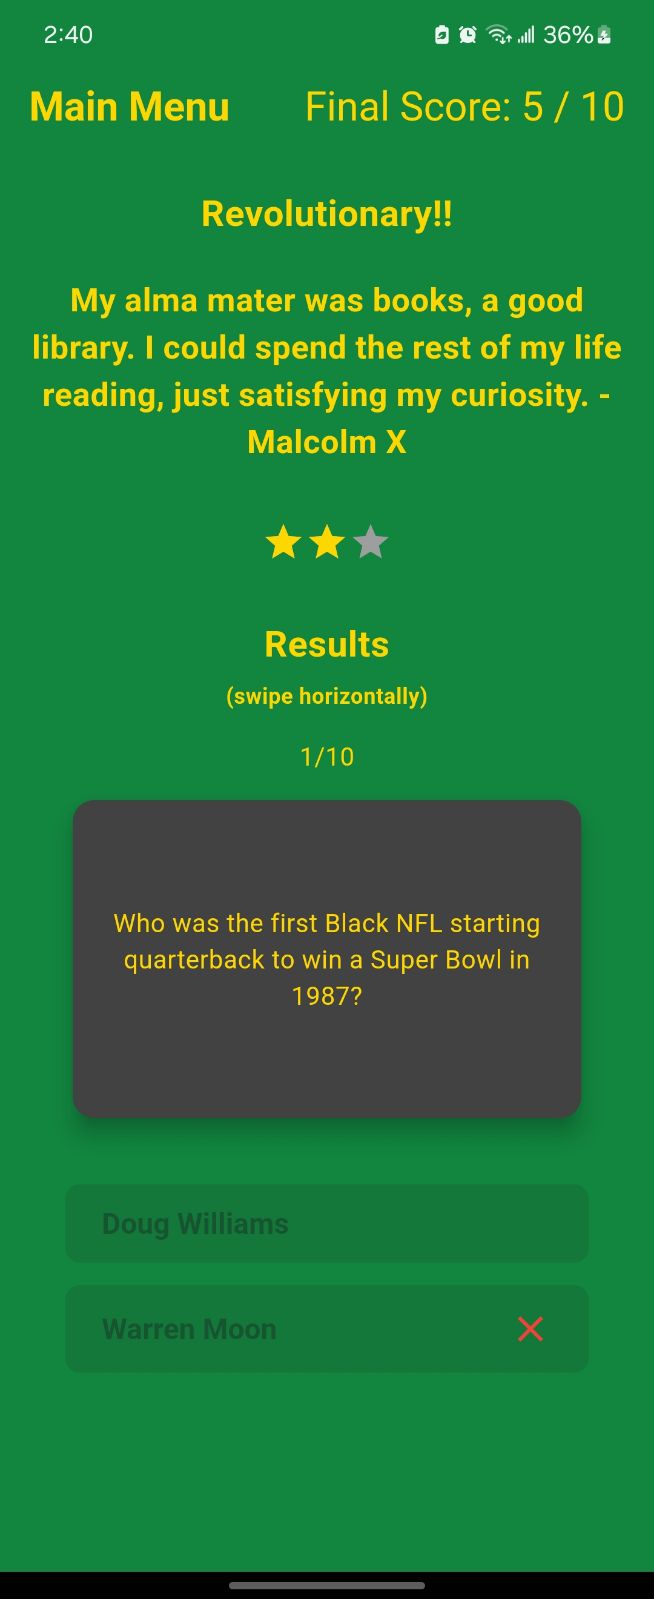 2:40
36%
Main Menu
Final Score: 5 / 10
Revolutionary!!
My alma mater was books, a good
library. I could spend the rest of my life
reading, just satisfying my curiosity. -
Malcolm X
Results
(swipe horizontally)
1/10
Who was the first Black NFL starting
quarterback to win a Super Bowl in
1987?
Doug Williams
Warren Moon